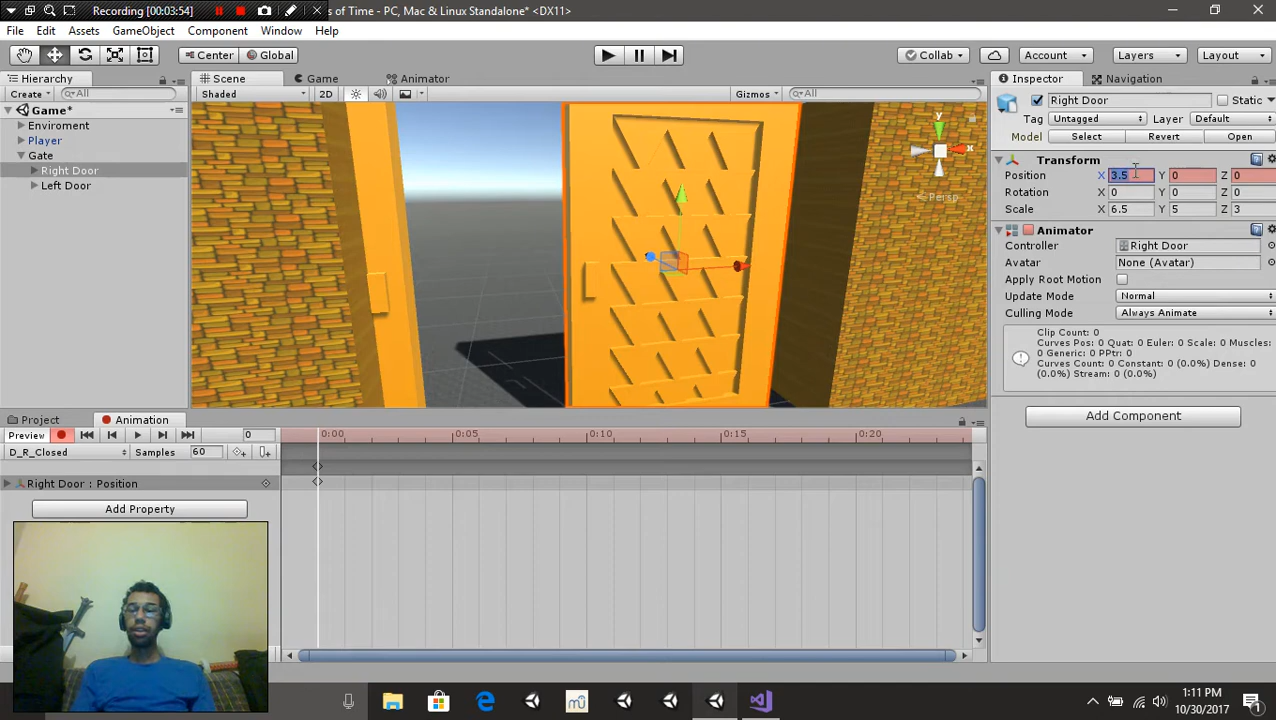 Recording [00:03:54]
s of Time - PC, Mac & Linux Standalone* <DX11>
File Edit Assets GameObject Component Window Help
Center Global Collab Account Layers Layout
Hierarchy Scene Game Animator Inspector Navigation
Create All Shaded 2D Gizmos All Right Door Static
Game*
Enviroment Tag Untagged Layer Default
Player Model Select Revert Open
Gate
Right Door
Left Door
Transform
Position X 3.5 Y 0 Z 0
Rotation X 0 Y 0 Z 0
Scale X 6.5 Y 5 Z 3
y
x
Persp
Animator
Controller Right Door
Avatar None (Avatar)
Apply Root Motion
Update Mode Normal
Culling Mode Always Animate
Clip Count: 0
Curves Pos: 0 Quat: 0 Euler: 0 Scale: 0 Muscles:
0 Generic: 0 PPtr: 0
Curves Count: 0 Constant: 0 (0.0%) Dense: 0
(0.0%) Stream: 0 (0.0%)
Add Component
Project Animation
Preview 0 0:00 0:05 0:10 0:15 0:20
D_R_Closed Samples 60
Right Door : Position
Add Property
1:11 PM
10/30/2017
1